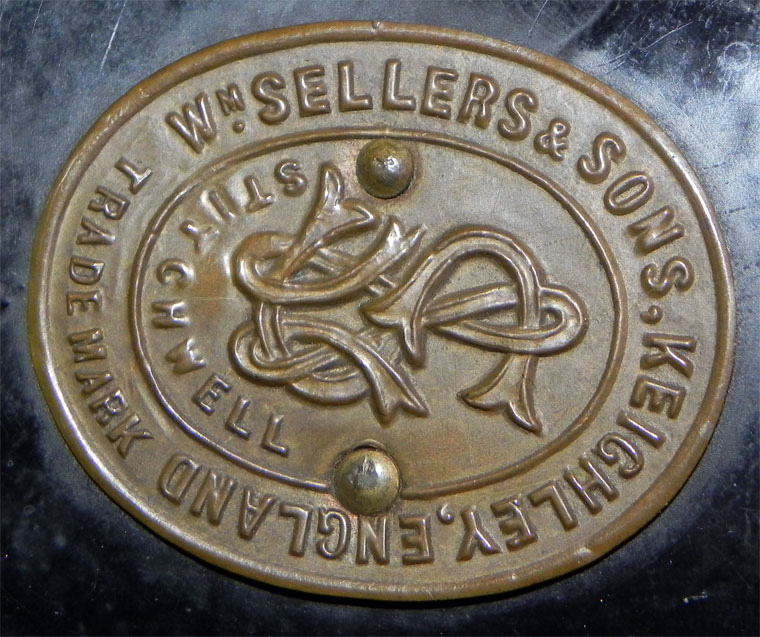 Wᴹ. SELLERS & SONS, KEIGHLEY, ENGLAND
TRADE MARK
STITCHWELL